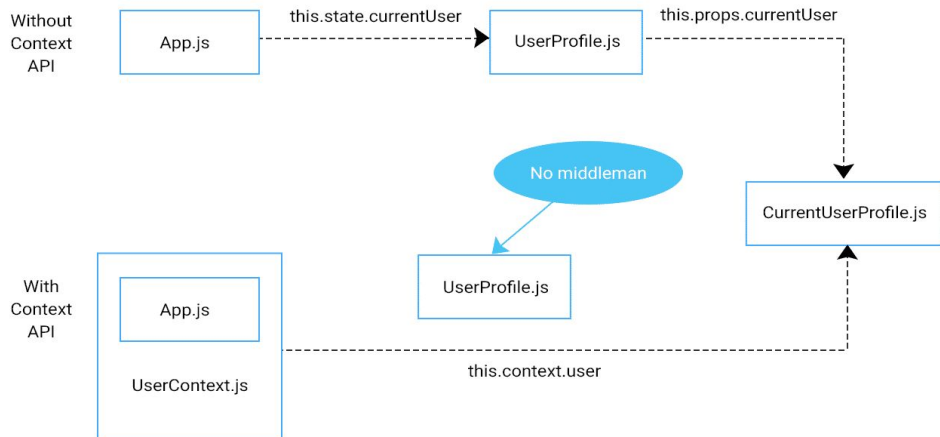 Without
Context
API
App.js
this.state.currentUser
UserProfile.js
this.props.currentUser
No middleman
CurrentUserProfile.js
With
Context
API
App.js
UserContext.js
UserProfile.js
this.context.user